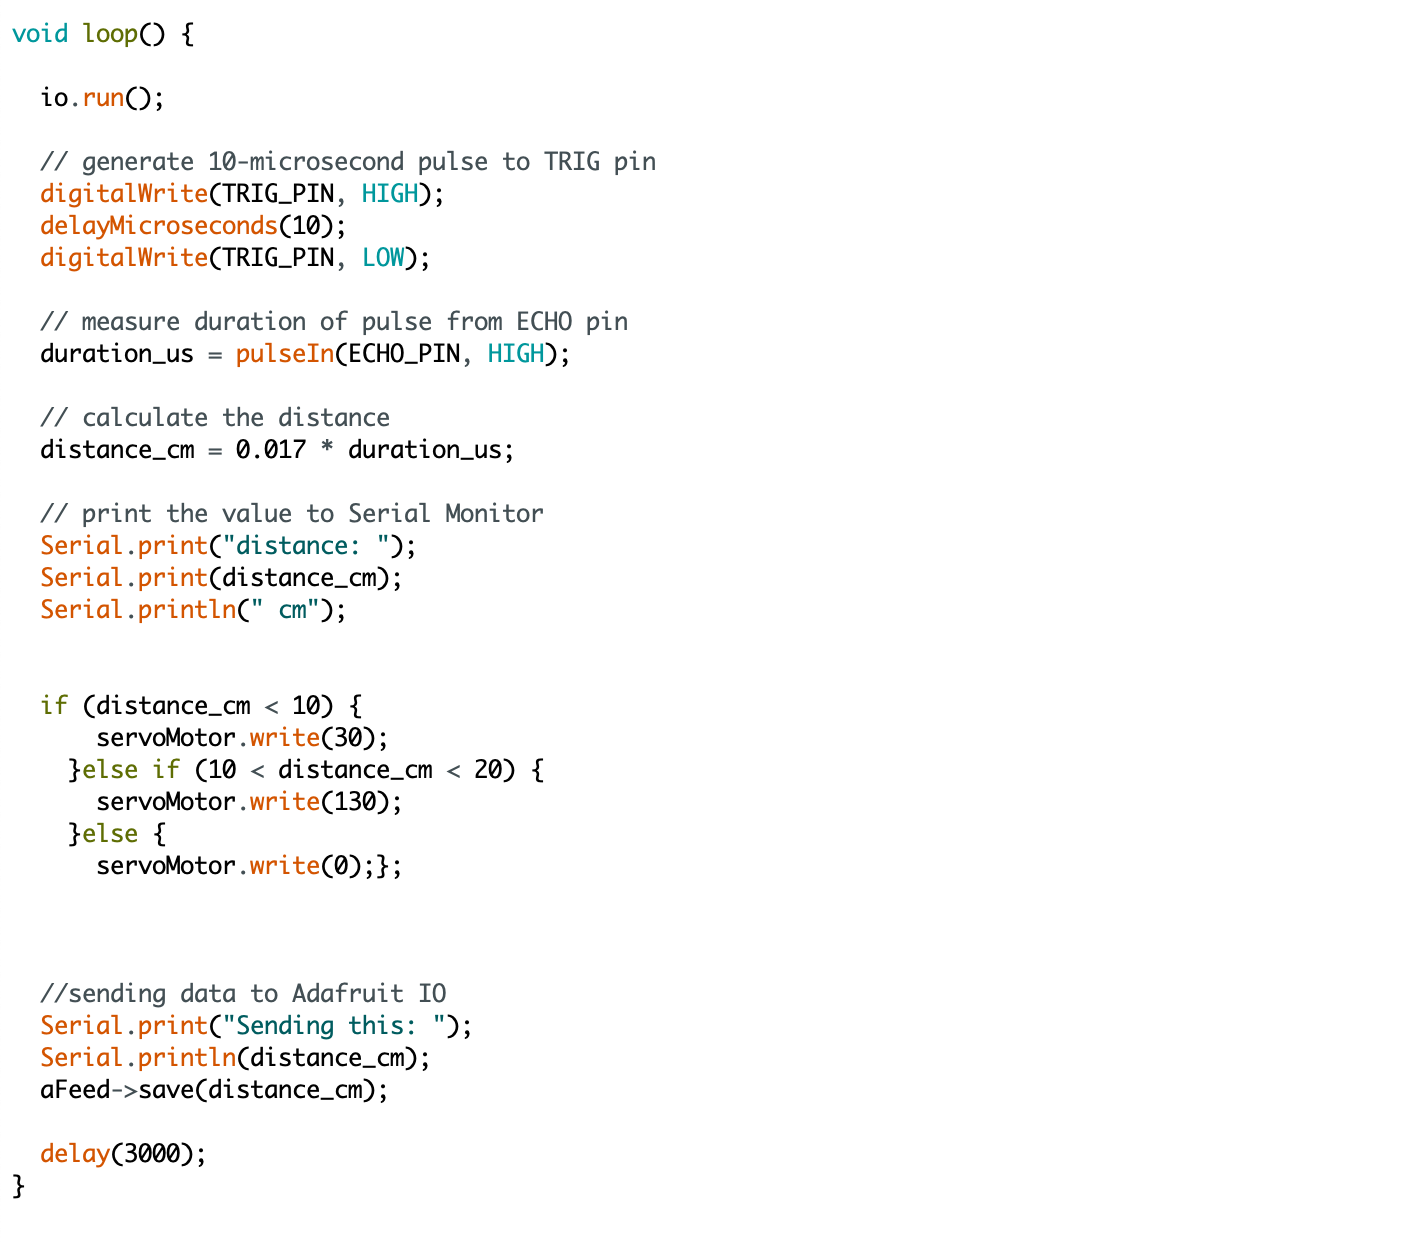 void loop() {
io.run();
// generate 10-microsecond pulse to TRIG pin
digitalWrite(TRIG_PIN, HIGH);
delayMicroseconds(10);
digitalWrite(TRIG_PIN, LOW);
// measure duration of pulse from ECHO pin
duration_us = pulseIn(ECHO_PIN, HIGH);
// calculate the distance
distance_cm = 0.017 * duration_us;
// print the value to Serial Monitor
Serial.print("distance: ");
Serial.print(distance_cm);
Serial.println(" cm");
if (distance_cm < 10) {
servoMotor.write(30);
}else if (10 < distance_cm < 20) {
servoMotor.write(130);
}else {
servoMotor.write(0);};
//sending data to Adafruit IO
Serial.print("Sending this: ");
Serial.println(distance_cm);
aFeed->save(distance_cm);
delay(3000);
}